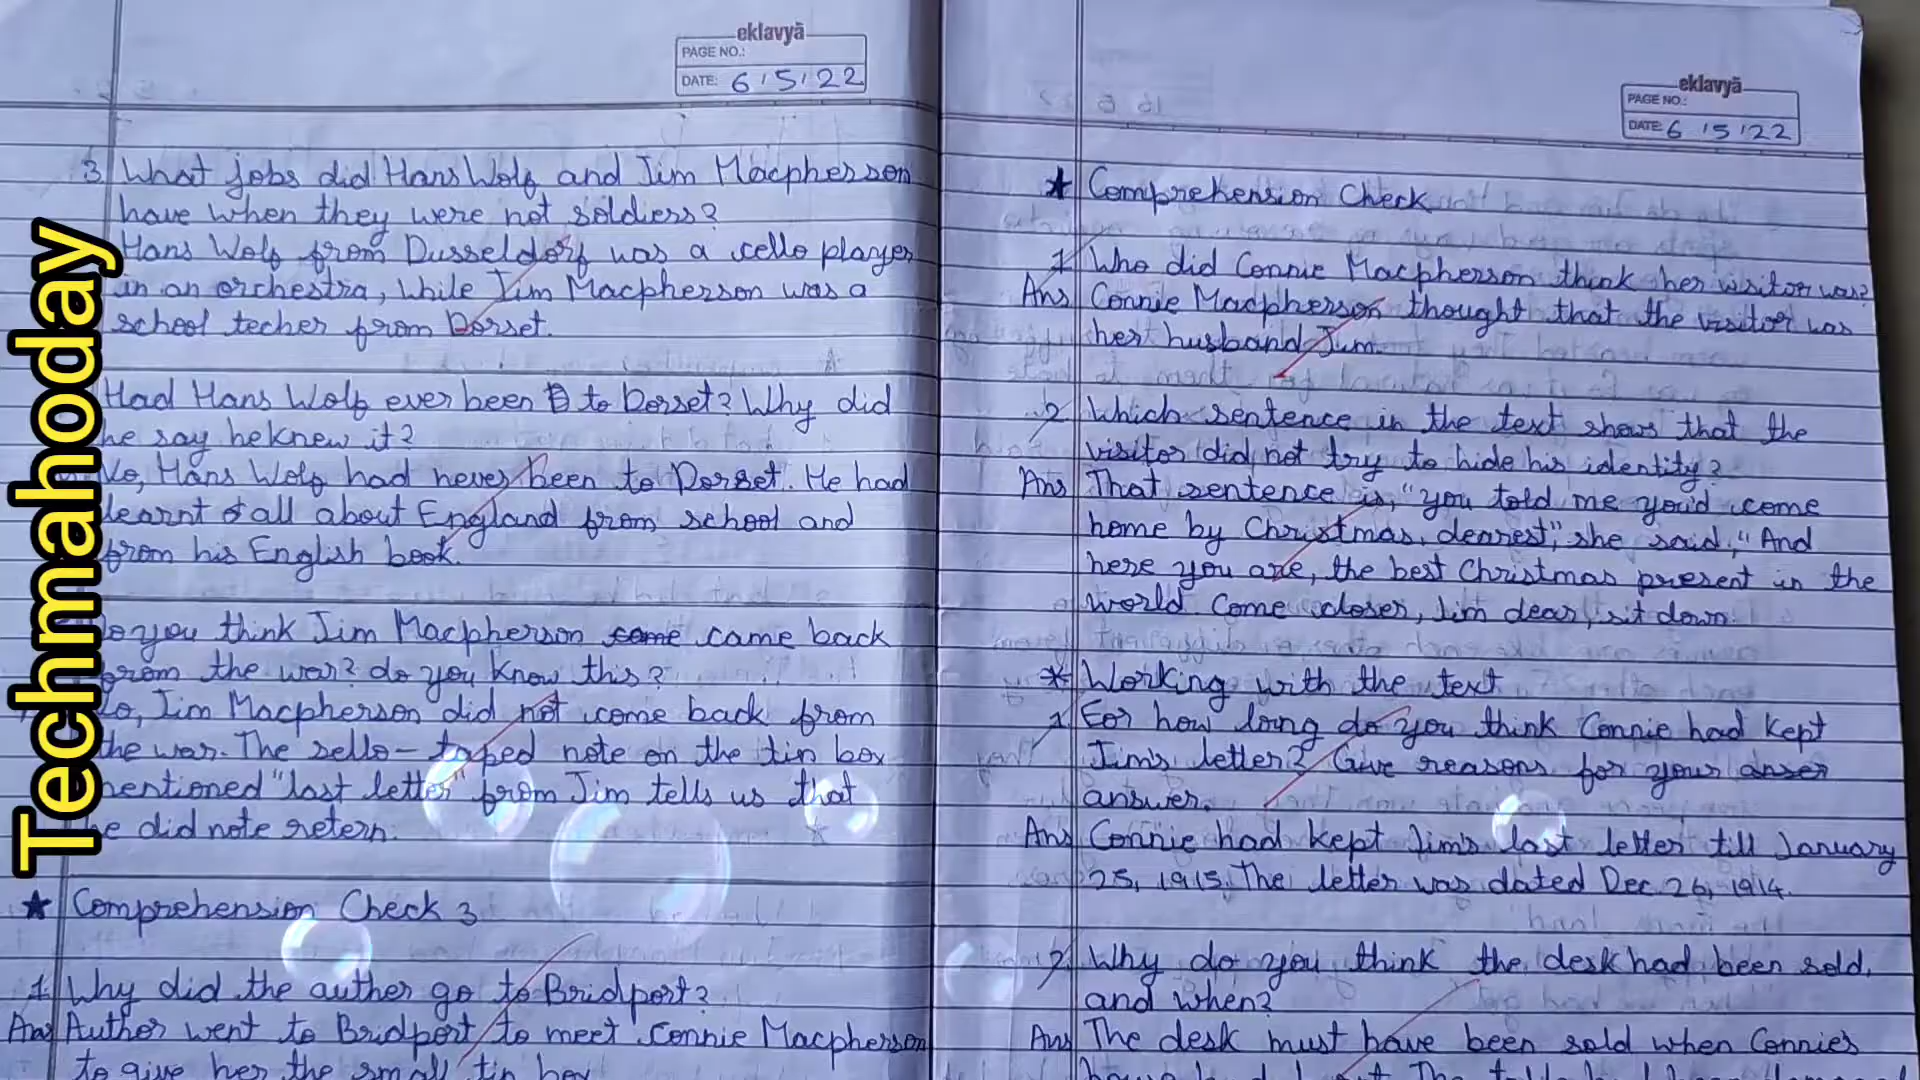 eklavyā
PAGE NO.:
DATE: 6/5/22
3 What jobs did Hans Wolf and Jim Macpherson
have when they were not soldiers?
Hans Wolf from Dusseldorf was a cello player
in an orchestra, while Jim Macpherson was a
school techer from Dorset.
Had Hans Wolf ever been to Dorset? Why did
he say he knew it?
No, Hans Wolf had never been to Dorset. He had
learnt all about England from school and
from his English book.
Do you think Jim Macpherson came back
from the war? do you know this?
No, Jim Macpherson did not come back from
the war. The sello-taped note on the tin box
mentioned "last letter" from Jim tells us that
he did note retern.
★ Comprehension Check 3
1 Why did the auther go to Bridport?
Ans Auther went to Bridport to meet Connie Macpherson
to give her the small tin box
eklavyā
PAGE NO.:
DATE: 6/5/22
★ Comprehension Check
1 Who did Connie Macpherson think her visitor was?
Ans Connie Macpherson thought that the visitor was
her husband Jim.
2 Which sentence in the text shows that the
visitor did not try to hide his identity?
Ans That sentence is, "you told me you'd come
home by Christmas, dearest", she said, "And
here you are, the best Christmas present in the
world. Come closer, Jim dear, sit down.
* Working with the text
1 For how long do you think Connie had kept
Jim's letter? Give reasons for your anser
answer.
Ans Connie had kept Jim's last letter till January
25, 1915. The letter was dated Dec 26, 1914.
2 Why do you think the desk had been sold,
and when?
Ans The desk must have been sold when Connie's
Techmahoday